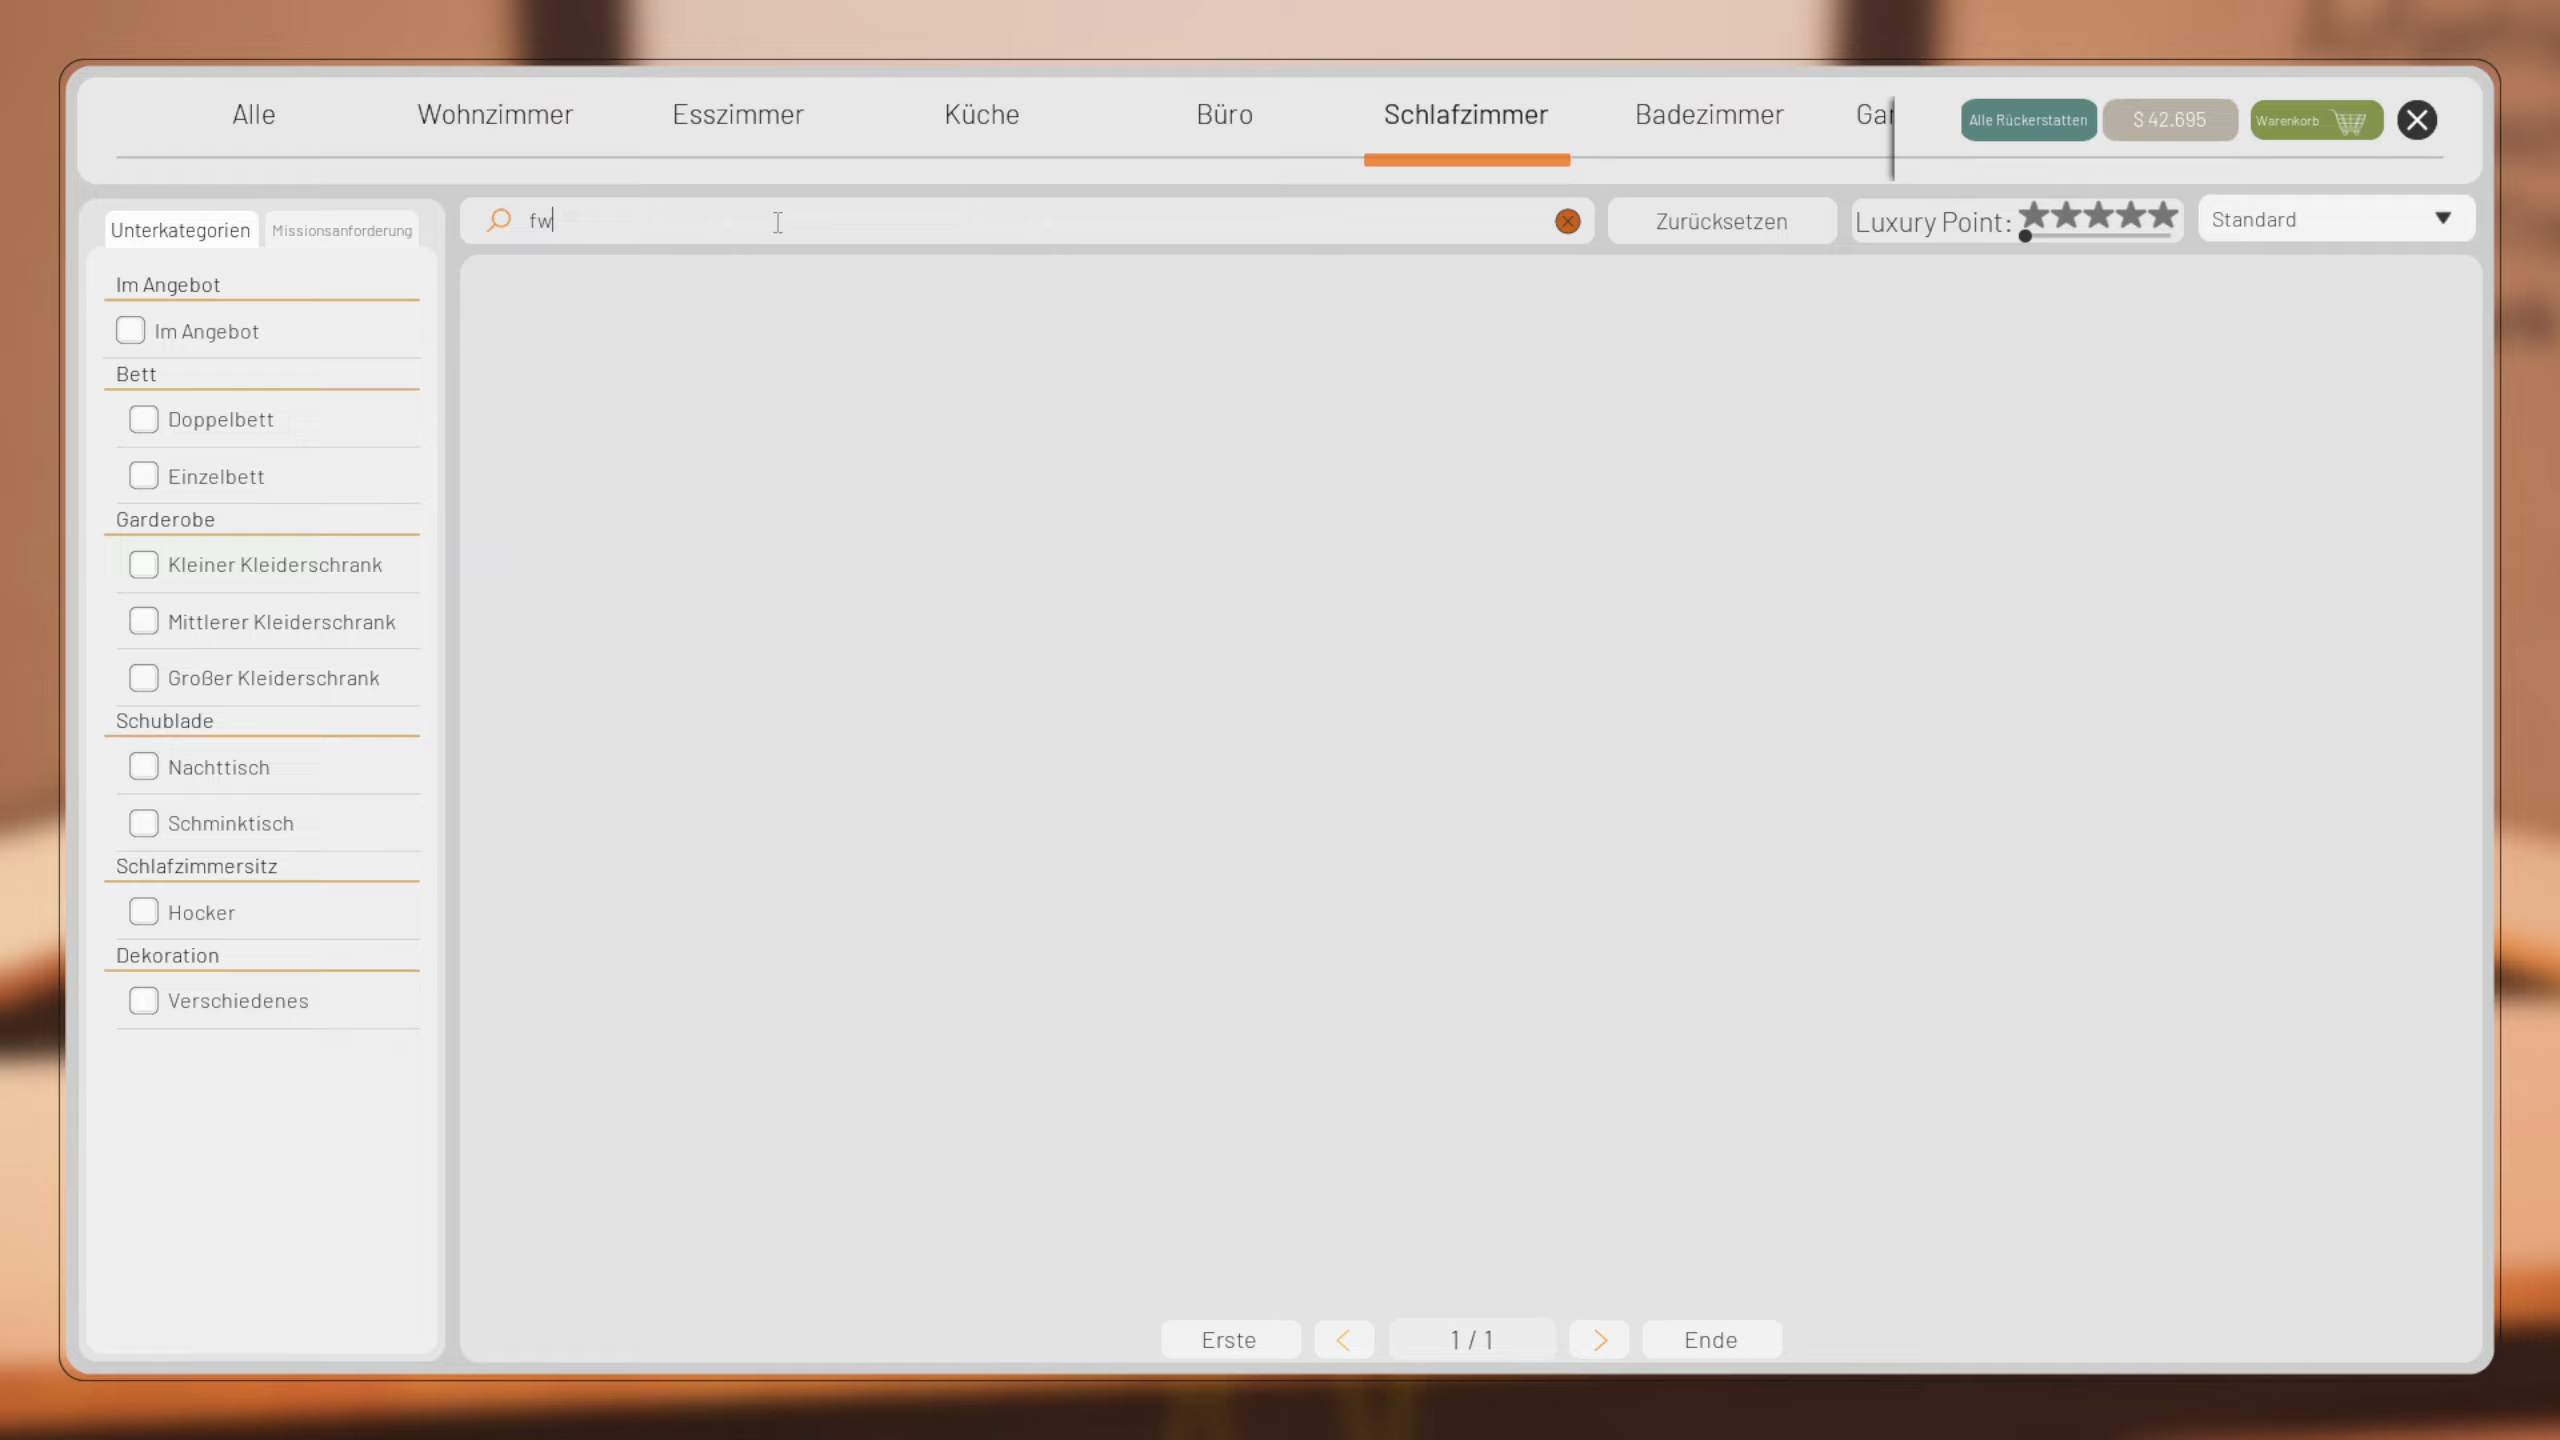 Alle
Wohnzimmer
Esszimmer
Küche
Büro
Schlafzimmer
Badezimmer
Gar
Alle Rückerstatten
$ 42.695
Warenkorb
Unterkategorien
Missionsanforderung
fw
Zurücksetzen
Luxury Point:
Standard
Im Angebot
Im Angebot
Bett
Doppelbett
Einzelbett
Garderobe
Kleiner Kleiderschrank
Mittlerer Kleiderschrank
Großer Kleiderschrank
Schublade
Nachttisch
Schminktisch
Schlafzimmersitz
Hocker
Dekoration
Verschiedenes
Erste
1 / 1
Ende